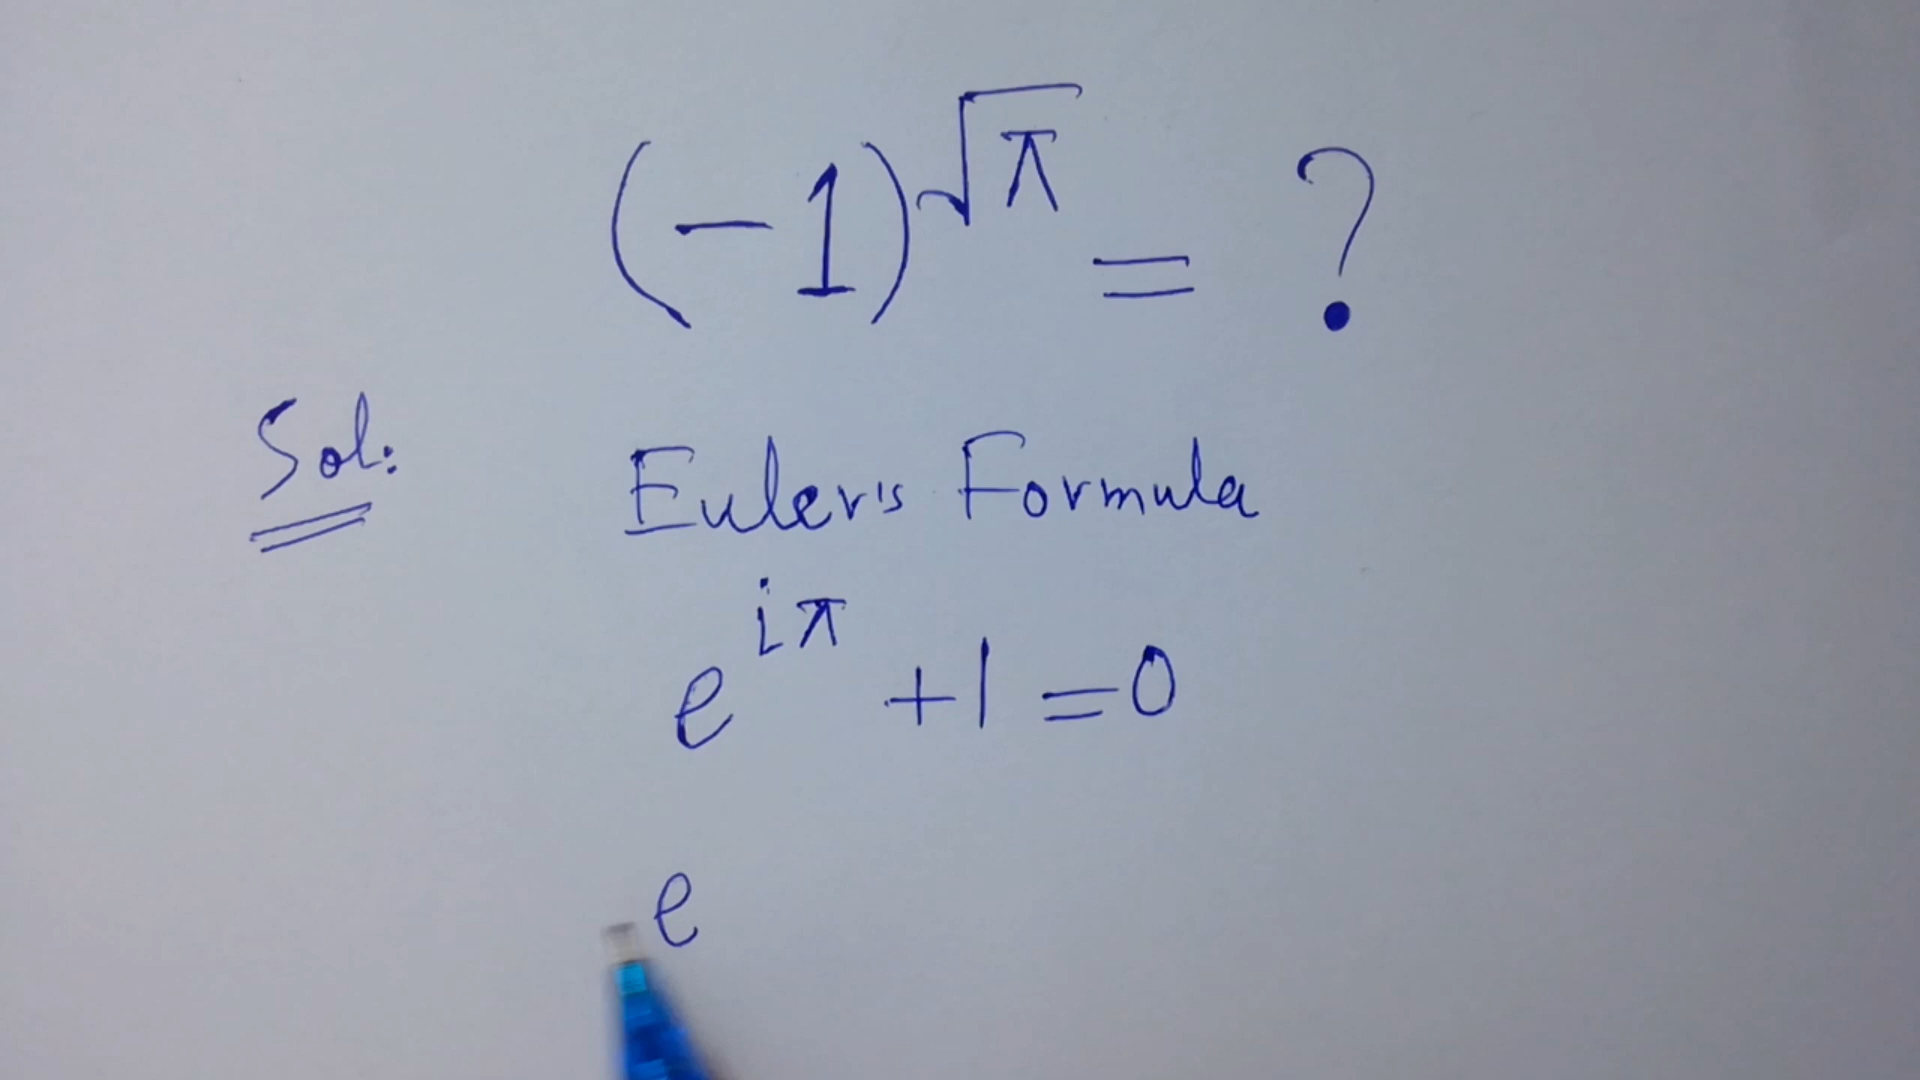 (-1)^√π = ?
Sol:
Euler's Formula
e^iπ +1 =0
e